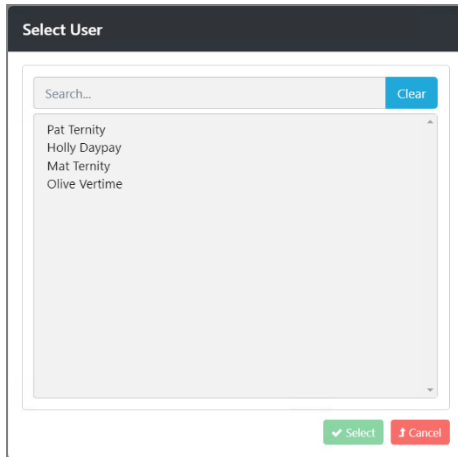 Select User
Search...
Clear
Pat Ternity
Holly Daypay
Mat Ternity
Olive Vertime
Select
Cancel